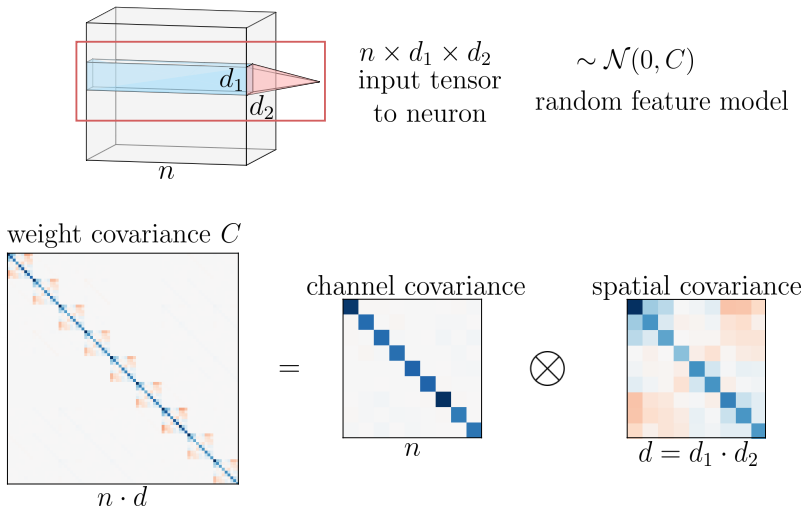 d₁
d₂
n
n × d₁ × d₂
input tensor
to neuron
∼ 𝒩(0, C)
random feature model
weight covariance C
n · d
=
channel covariance
n
⊗
spatial covariance
d = d₁ · d₂